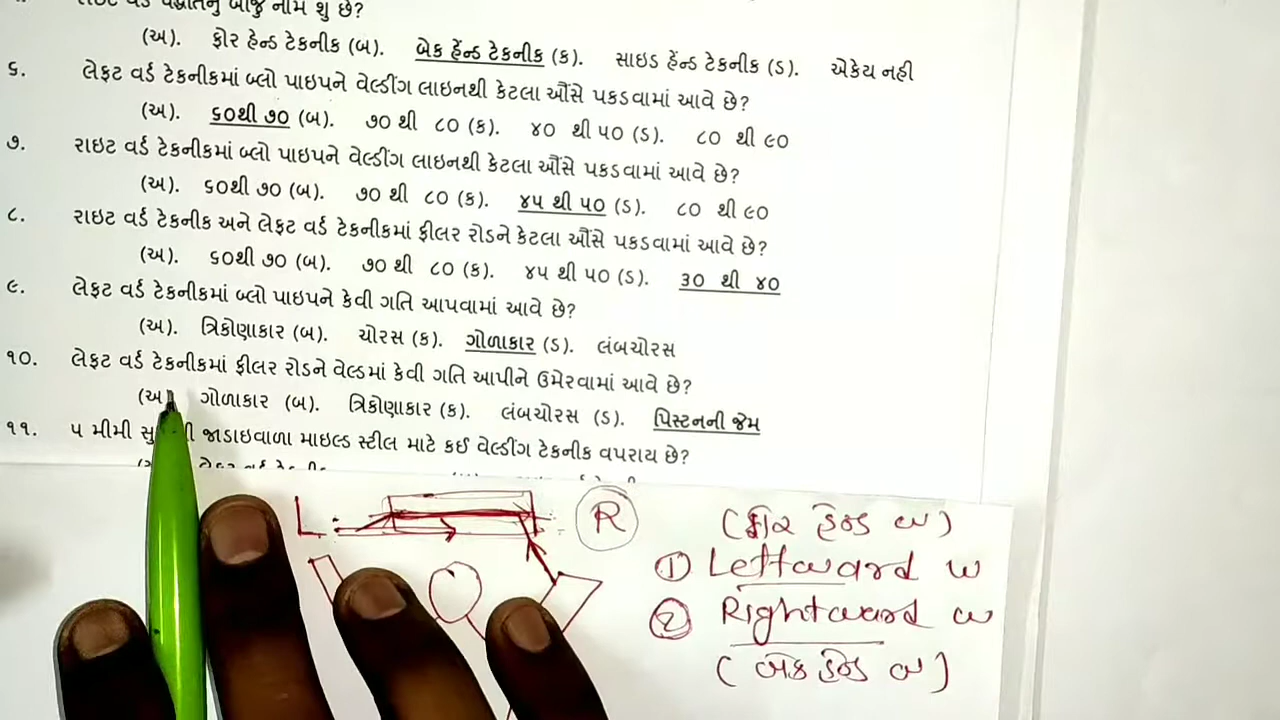 પદ્ધતિનું બીજુ નામ શુ છે?
(અ). ફોર હેન્ડ ટેકનીક (બ). બેક હેંન્ડ ટેકનીક (ક). સાઇડ હેંન્ડ ટેકનીક (ડ). એકેય નહી
૬. લેફટ વર્ડ ટેકનીકમાં બ્લો પાઇપને વેલ્ડીંગ લાઇનથી કેટલા ઔંસે પકડવામાં આવે છે?
(અ). ૬૦થી ૭૦ (બ). ૭૦ થી ૮૦ (ક). ૪૦ થી ૫૦ (ડ). ૮૦ થી ૯૦
૭. રાઇટ વર્ડ ટેકનીકમાં બ્લો પાઇપને વેલ્ડીંગ લાઇનથી કેટલા ઔંસે પકડવામાં આવે છે?
(અ). ૬૦થી ૭૦ (બ). ૭૦ થી ૮૦ (ક). ૪૫ થી ૫૦ (ડ). ૮૦ થી ૯૦
૮. રાઇટ વર્ડ ટેકનીક અને લેફટ વર્ડ ટેકનીકમાં ફીલર રોડને કેટલા ઔંસે પકડવામાં આવે છે?
(અ). ૬૦થી ૭૦ (બ). ૭૦ થી ૮૦ (ક). ૪૫ થી ૫૦ (ડ). ૩૦ થી ૪૦
૯. લેફટ વર્ડ ટેકનીકમાં બ્લો પાઇપને કેવી ગતિ આપવામાં આવે છે?
(અ). ત્રિકોણાકાર (બ). ચોરસ (ક). ગોળાકાર (ડ). લંબચોરસ
૧૦. લેફટ વર્ડ ટેકનીકમાં ફીલર રોડને વેલ્ડમાં કેવી ગતિ આપીને ઉમેરવામાં આવે છે?
(અ) ગોળાકાર (બ). ત્રિકોણાકાર (ક). લંબચોરસ (ડ). પિસ્ટનની જેમ
૧૧. ૫ મીમી જાડાઇવાળા માઇલ્ડ સ્ટીલ માટે કઈ વેલ્ડીંગ ટેકનીક વપરાય છે?
L R
(ફોર હેન્ડ w)
① Leftward w
② Rightward w
(બેક હેન્ડ w)